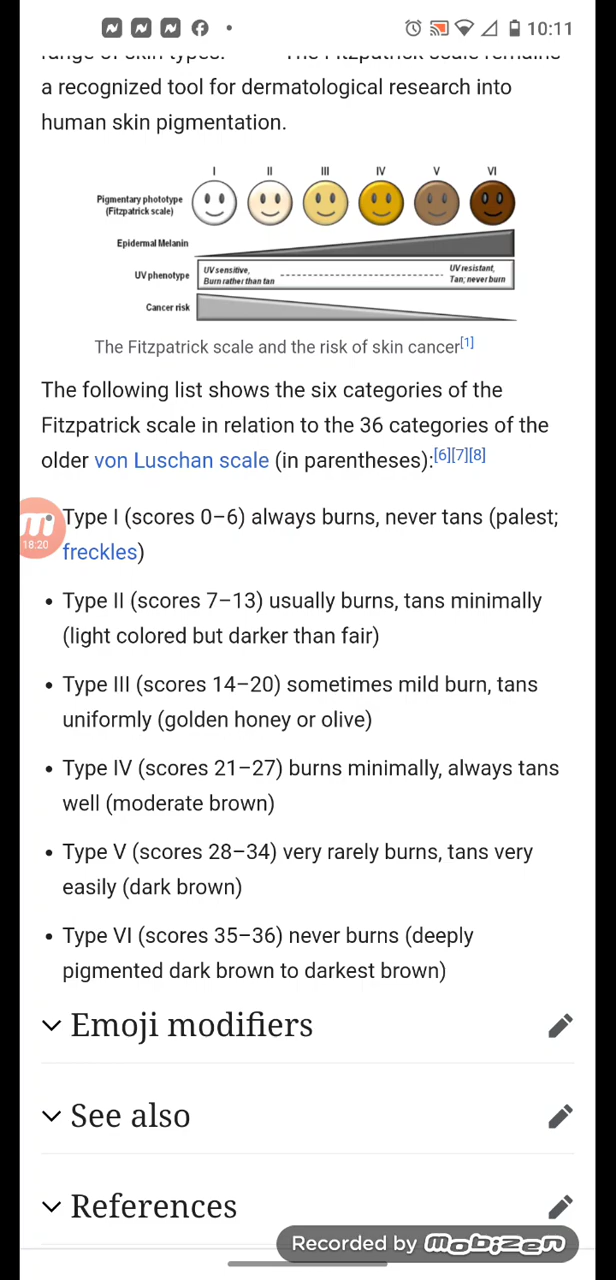 10:11
a recognized tool for dermatological research into
human skin pigmentation.
I II III IV V VI
Pigmentary phototype
(Fitzpatrick scale)
Epidermal Melanin
UV phenotype
UV sensitive,
Burn rather than tan
UV resistant,
Tan; never burn
Cancer risk
The Fitzpatrick scale and the risk of skin cancer[1]
The following list shows the six categories of the
Fitzpatrick scale in relation to the 36 categories of the
older von Luschan scale (in parentheses):[6][7][8]
18:20
Type I (scores 0–6) always burns, never tans (palest;
freckles)
• Type II (scores 7–13) usually burns, tans minimally
(light colored but darker than fair)
• Type III (scores 14–20) sometimes mild burn, tans
uniformly (golden honey or olive)
• Type IV (scores 21–27) burns minimally, always tans
well (moderate brown)
• Type V (scores 28–34) very rarely burns, tans very
easily (dark brown)
• Type VI (scores 35–36) never burns (deeply
pigmented dark brown to darkest brown)
Emoji modifiers
See also
References
Recorded by mobizen